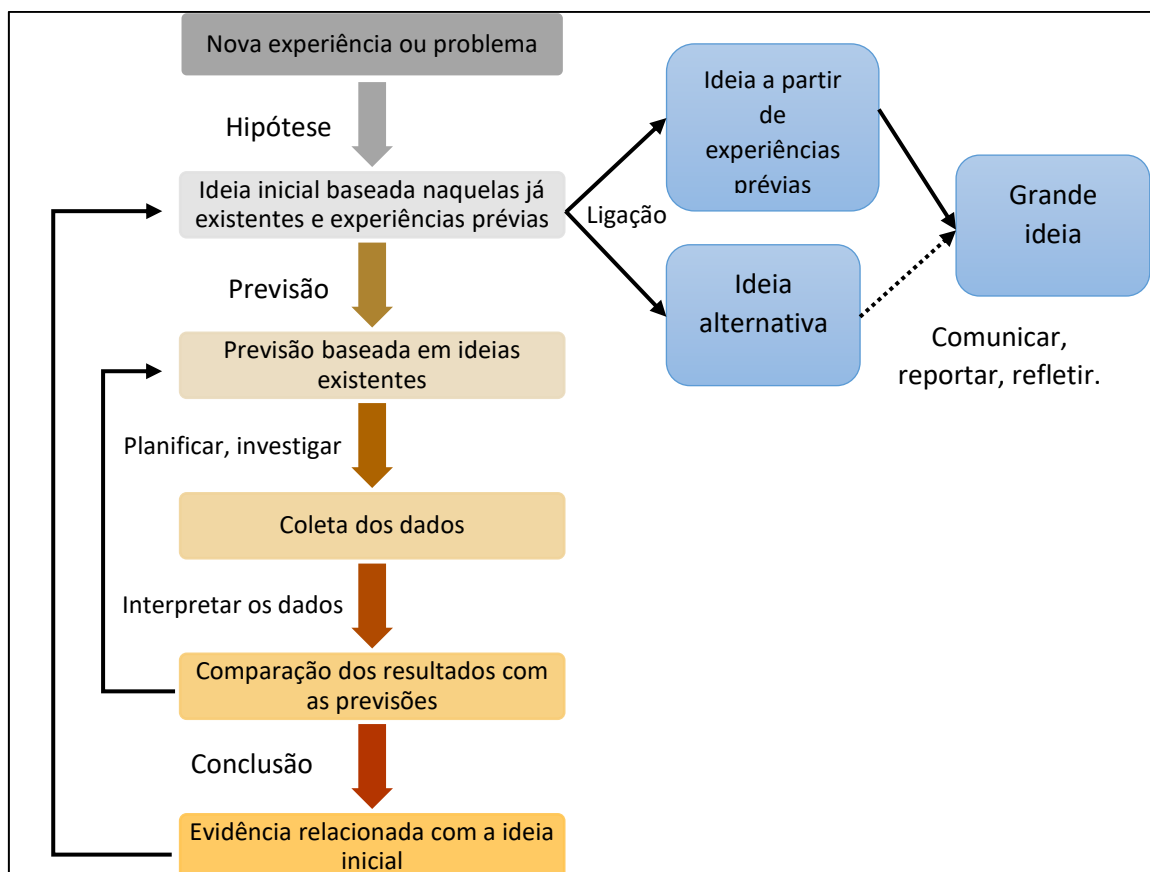 Nova experiência ou problema
Hipótese
Ideia inicial baseada naquelas já
existentes e experiências prévias
Previsão
Previsão baseada em ideias
existentes
Planificar, investigar
Coleta dos dados
Interpretar os dados
Comparação dos resultados com
as previsões
Conclusão
Evidência relacionada com a ideia
inicial
Ligação
Ideia a partir
de
experiências
prévias
Ideia
alternativa
Grande
ideia
Comunicar,
reportar, refletir.